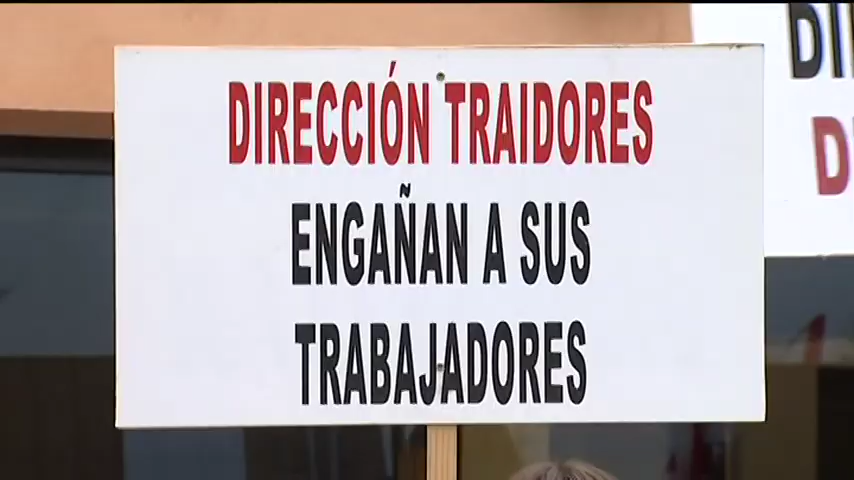 DIRECCIÓN TRAIDORES
ENGAÑAN A SUS
TRABAJADORES